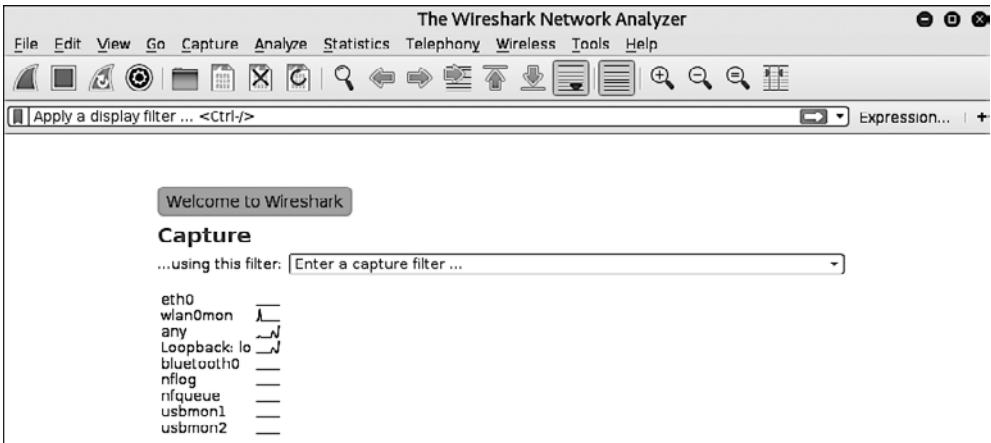 The Wireshark Network Analyzer
File Edit View Go Capture Analyze Statistics Telephony Wireless Tools Help
Apply a display filter ... <Ctrl-/>
Expression... +
Welcome to Wireshark
Capture
...using this filter: Enter a capture filter ...
eth0
wlan0mon
any
Loopback: lo
bluetooth0
nflog
nfqueue
usbmon1
usbmon2